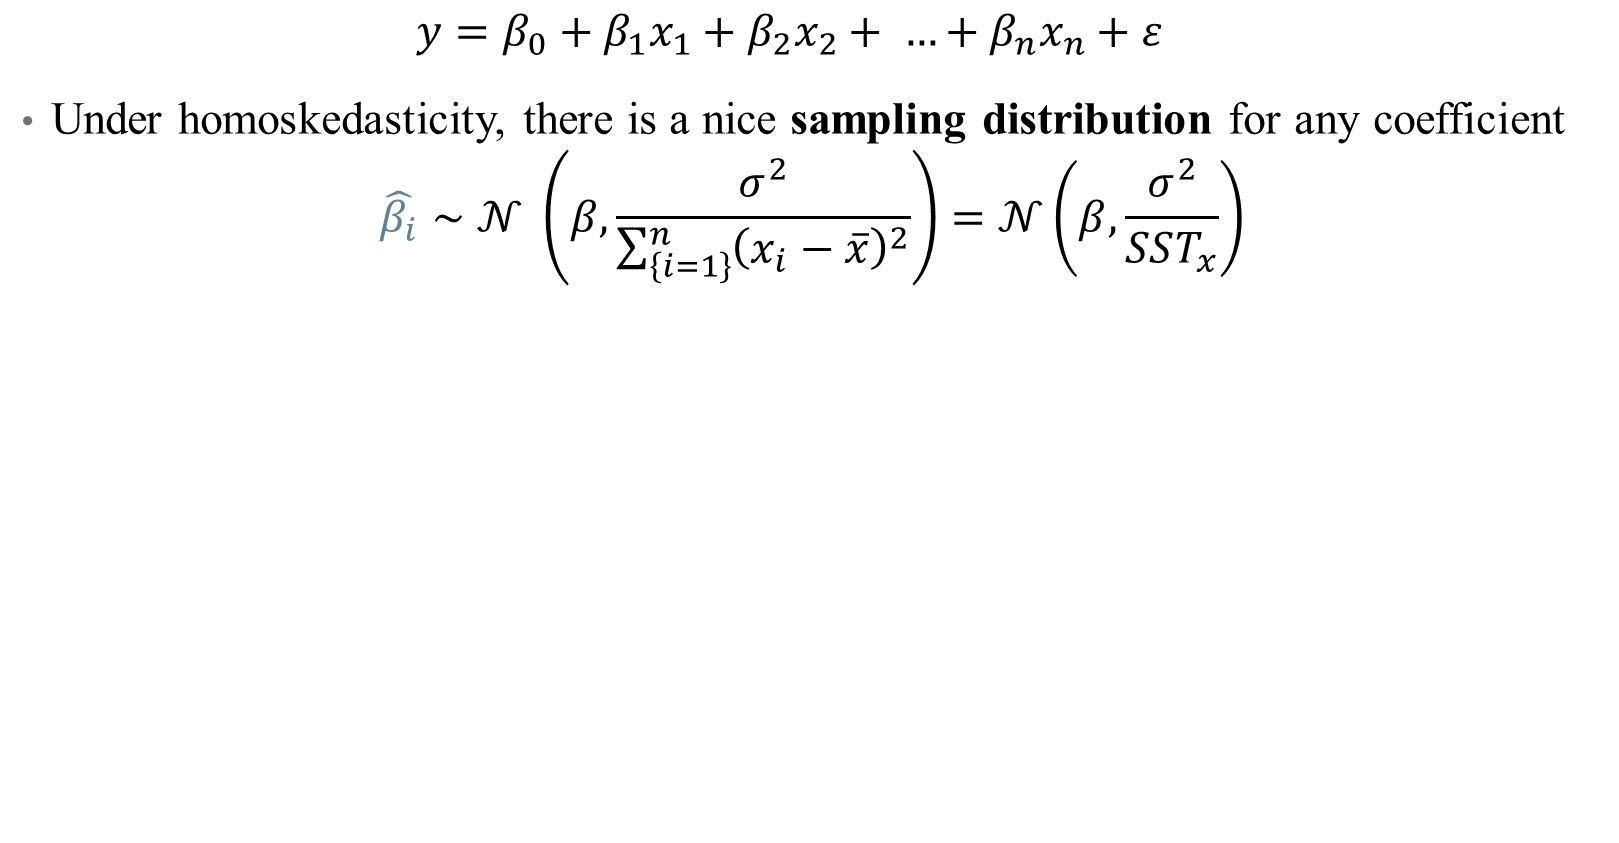 y = β₀ + β₁x₁ + β₂x₂ + … + βₙxₙ + ε
• Under homoskedasticity, there is a nice sampling distribution for any coefficient
β̂ᵢ ~ 𝒩 (β, σ² / ∑ⁿ_{i=1}(xᵢ − x̄)²) = 𝒩 (β, σ² / SSTₓ)